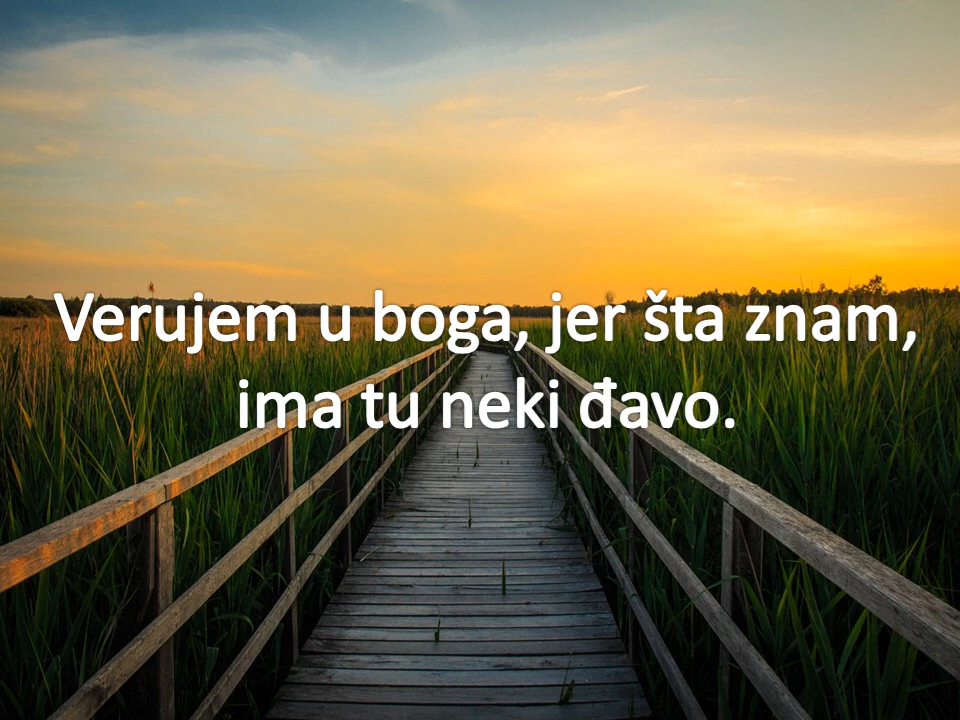 Verujem u boga, jer šta znam,
ima tu neki đavo.